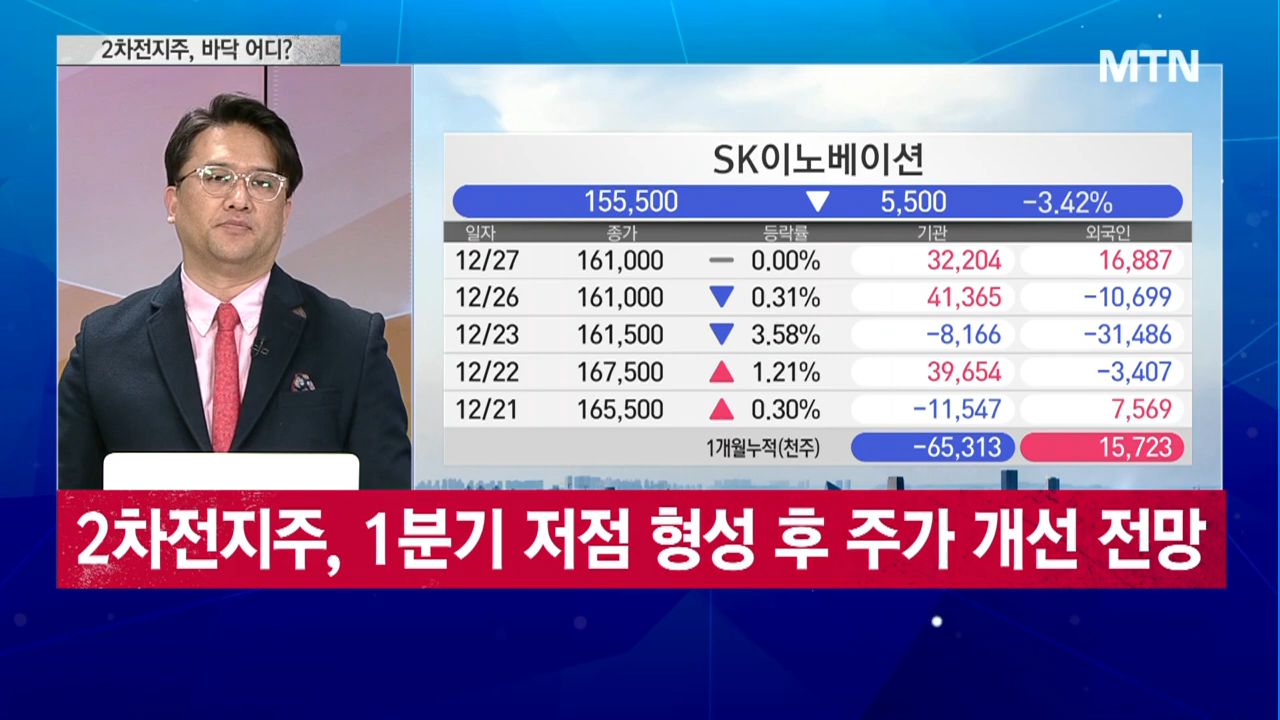 2차전지주, 바닥 어디?
MTN
SK이노베이션
155,500 ▼ 5,500 -3.42%
일자 종가 등락률 기관 외국인
12/27 161,000 ━ 0.00% 32,204 16,887
12/26 161,000 ▼ 0.31% 41,365 -10,699
12/23 161,500 ▼ 3.58% -8,166 -31,486
12/22 167,500 ▲ 1.21% 39,654 -3,407
12/21 165,500 ▲ 0.30% -11,547 7,569
1개월누적(천주) -65,313 15,723
2차전지주, 1분기 저점 형성 후 주가 개선 전망